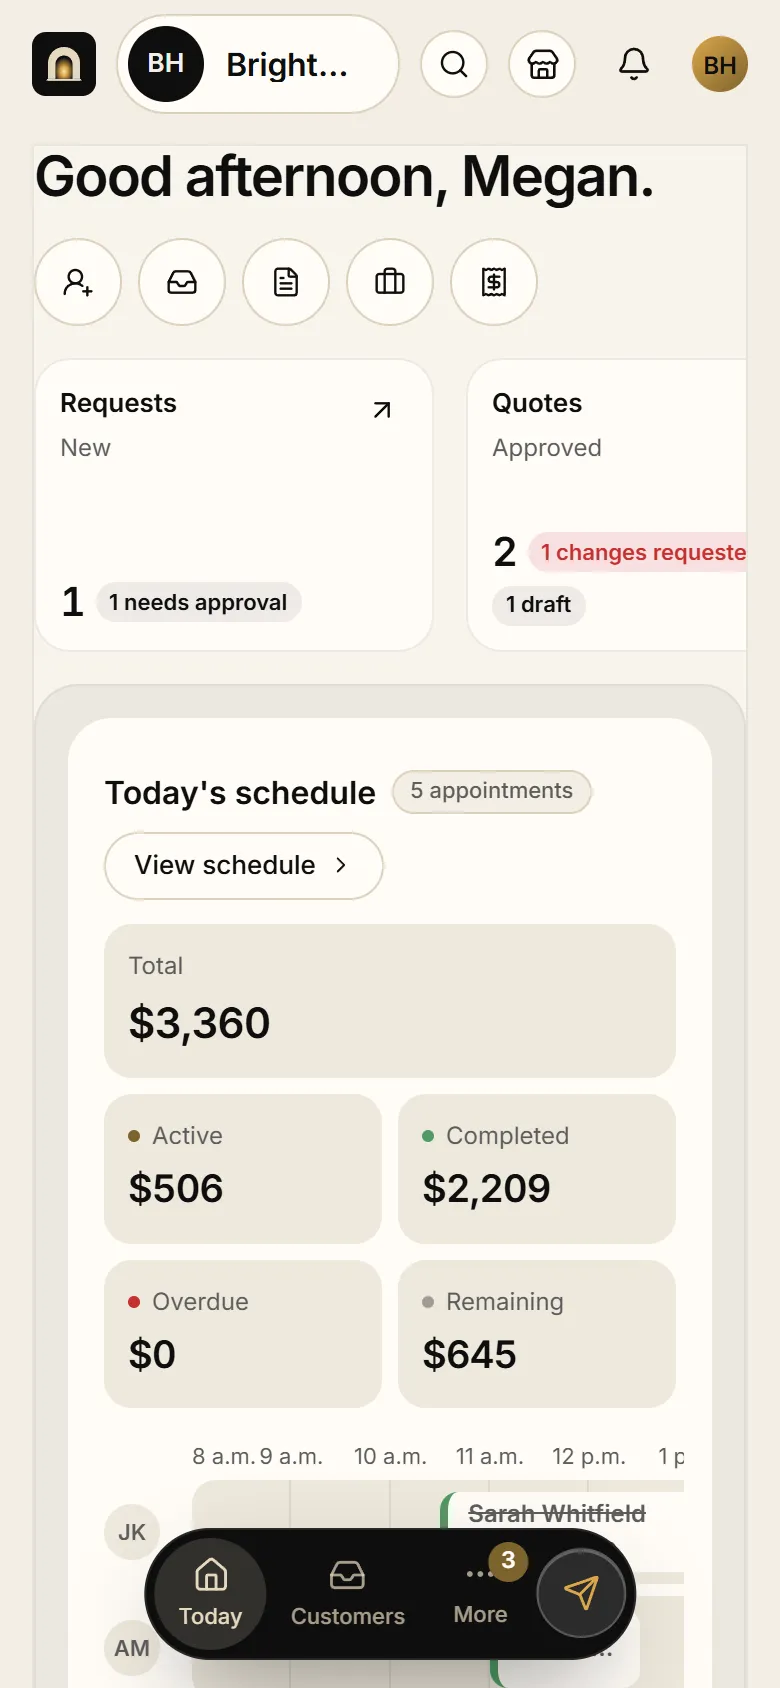 BH Bright... BH
Good afternoon, Megan.
Requests
New
1 1 needs approval
Quotes
Approved
2 1 changes requeste
1 draft
Today's schedule 5 appointments
View schedule
Total
$3,360
Active
$506
Completed
$2,209
Overdue
$0
Remaining
$645
8 a.m. 9 a.m. 10 a.m. 11 a.m. 12 p.m. 1 p
JK
Sarah Whitfield
AM
Today
Customers
3
More